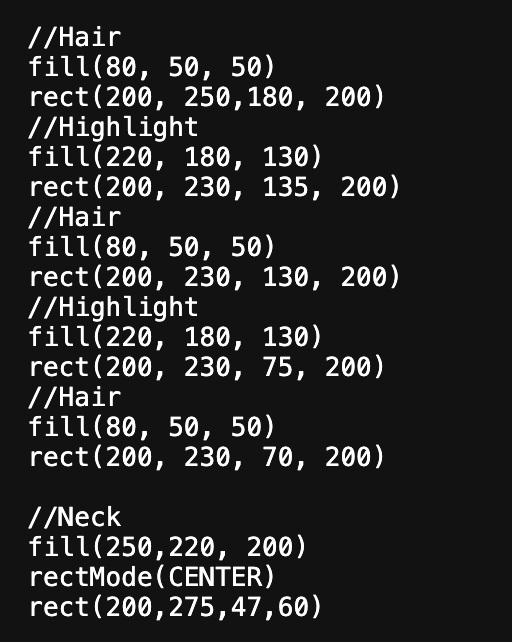 //Hair
fill(80, 50, 50)
rect(200, 250,180, 200)
//Highlight
fill(220, 180, 130)
rect(200, 230, 135, 200)
//Hair
fill(80, 50, 50)
rect(200, 230, 130, 200)
//Highlight
fill(220, 180, 130)
rect(200, 230, 75, 200)
//Hair
fill(80, 50, 50)
rect(200, 230, 70, 200)

//Neck
fill(250,220, 200)
rectMode(CENTER)
rect(200,275,47,60)